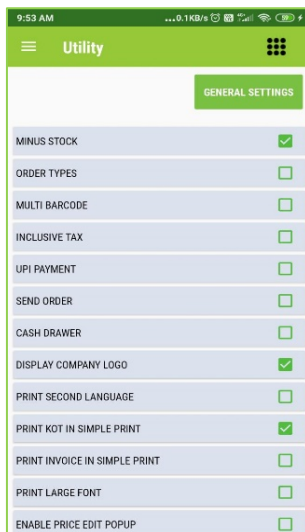 9:53 AM ...0.1KB/s
Utility
GENERAL SETTINGS
MINUS STOCK
ORDER TYPES
MULTI BARCODE
INCLUSIVE TAX
UPI PAYMENT
SEND ORDER
CASH DRAWER
DISPLAY COMPANY LOGO
PRINT SECOND LANGUAGE
PRINT KOT IN SIMPLE PRINT
PRINT INVOICE IN SIMPLE PRINT
PRINT LARGE FONT
ENABLE PRICE EDIT POPUP